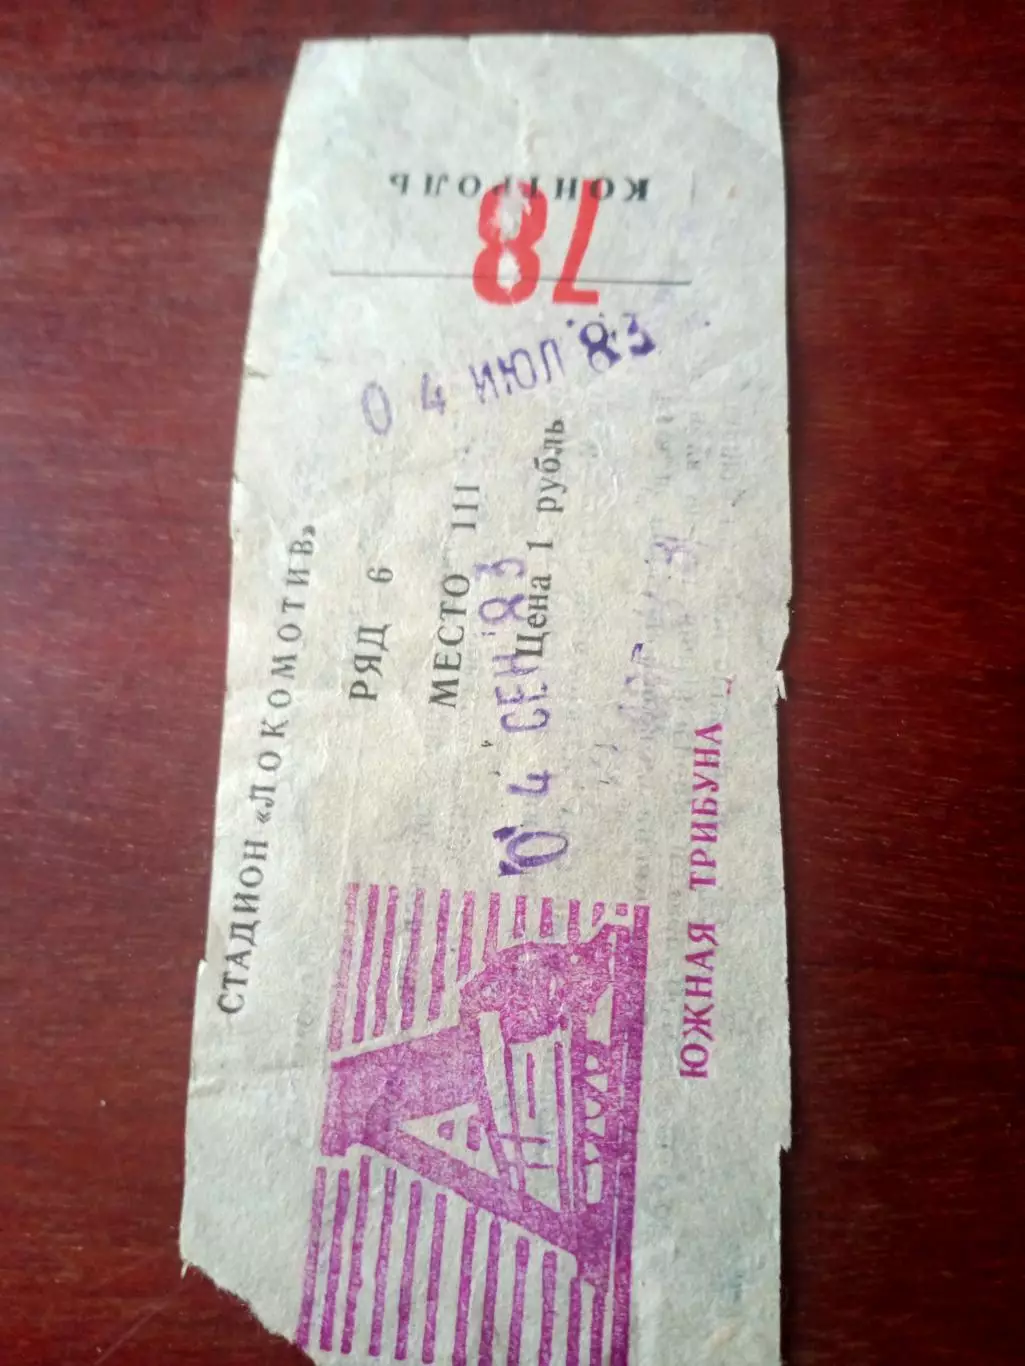 КОНТРОЛЬ
78
04 ИЮЛ 83
СТАДИОН «ЛОКОМОТИВ»
РЯД 6
МЕСТО 111
04 СЕН 83
Цена 1 рубль
ЮЖНАЯ ТРИБУНА